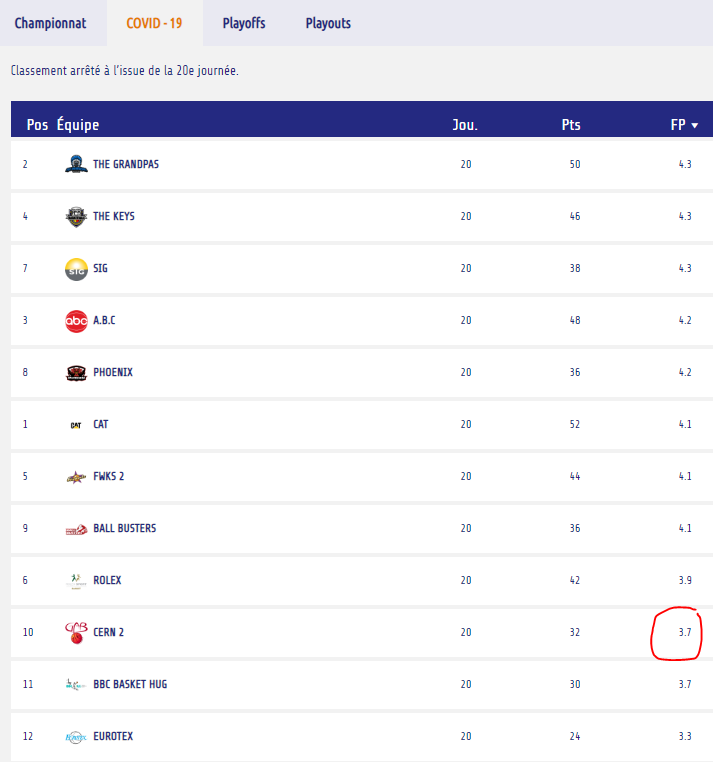 Championnat COVID - 19 Playoffs Playouts
Classement arrêté à l'issue de la 20e journée.
Pos Équipe Jou. Pts FP
2 THE GRANDPAS 20 50 4.3
4 THE KEYS 20 46 4.3
7 SIG SIG 20 38 4.3
3 abc A.B.C 20 48 4.2
8 PHOENIX 20 36 4.2
1 CAT CAT 20 52 4.1
5 FWKS 2 20 44 4.1
9 BALL BUSTERS 20 36 4.1
6 ROLEX 20 42 3.9
10 CERN 2 20 32 3.7
11 BBC BASKET HUG 20 30 3.7
12 EUROTEX 20 24 3.3